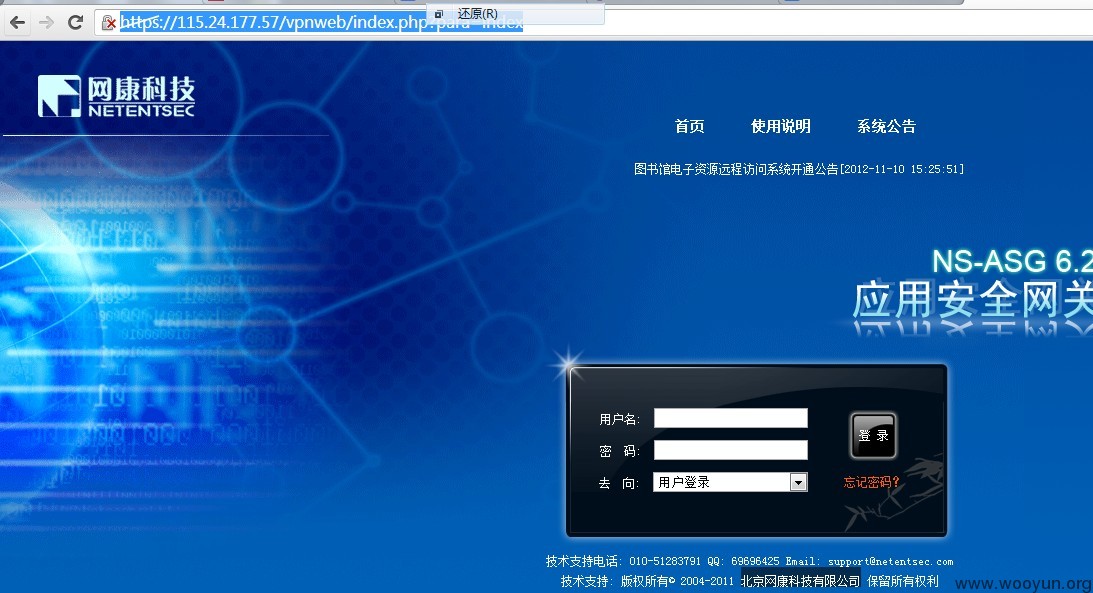 还原(R)
https://115.24.177.57/vpnweb/index.php?para=index
网康科技
NETENTSEC
首页 使用说明 系统公告
图书馆电子资源远程访问系统开通公告[2012-11-10 15:25:51]
NS-ASG 6.2
应用安全网关
用户名:
密 码:
登 录
去 向: 用户登录
忘记密码?
技术支持电话: 010-51283791 QQ: 69696425 Email: support@netentsec.com
技术支持: 版权所有© 2004-2011 北京网康科技有限公司 保留所有权利
www.wooyun.org